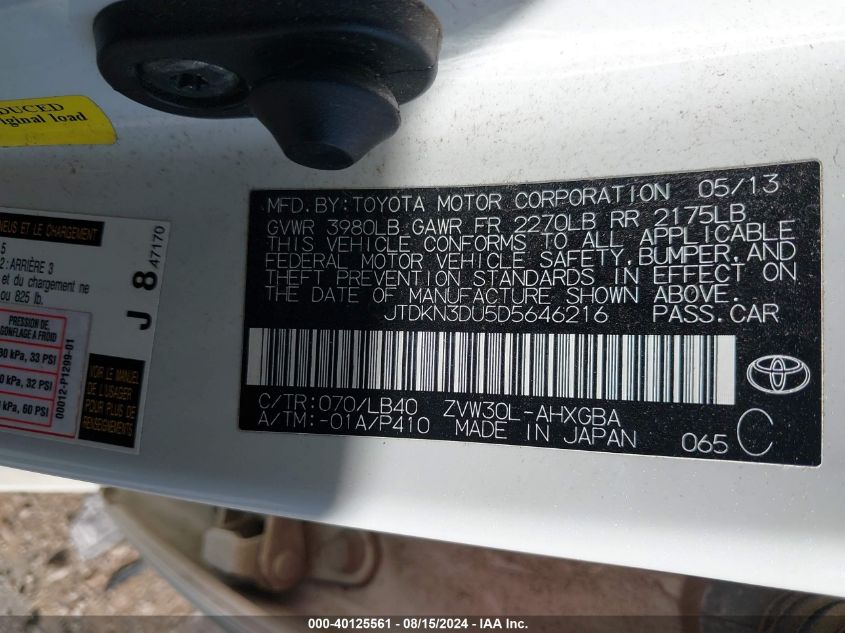 DUCED
iginal load
NEUS ET LE CHARGEMENT
5
2:ARRIÈRE 3
et du chargement ne
ou 825 lb.
J 8
47170
PRESSION DE
GONFLAGE A FROID
30 kPa, 33 PSI
0 kPa, 32 PSI
kPa, 60 PSI
00012-P1299-01
VOIR LE MANUEL
DE L'USAGER
POUR PLUS DE
RENSEIGNEMENTS
MFD. BY:TOYOTA MOTOR CORPORATION 05/13
GVWR 3980LB GAWR FR 2270LB RR 2175LB
THIS VEHICLE CONFORMS TO ALL APPLICABLE
FEDERAL MOTOR VEHICLE SAFETY,BUMPER,AND
THEFT PREVENTION STANDARDS IN EFFECT ON
THE DATE OF MANUFACTURE SHOWN ABOVE.
JTDKN3DU5D5646216 PASS.CAR
C/TR:070/LB40 ZVW30L-AHXGBA
A/TM:-01A/P410 MADE IN JAPAN 065 C
000-40125561 - 08/15/2024 - IAA Inc.